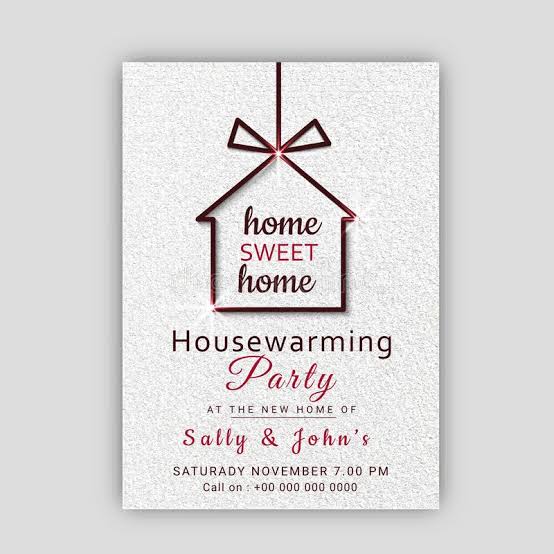 home
SWEET
home
Housewarming
Party
AT THE NEW HOME OF
Sally & John's
SATURADY NOVEMBER 7.00 PM
Call on : +00 000 000 0000